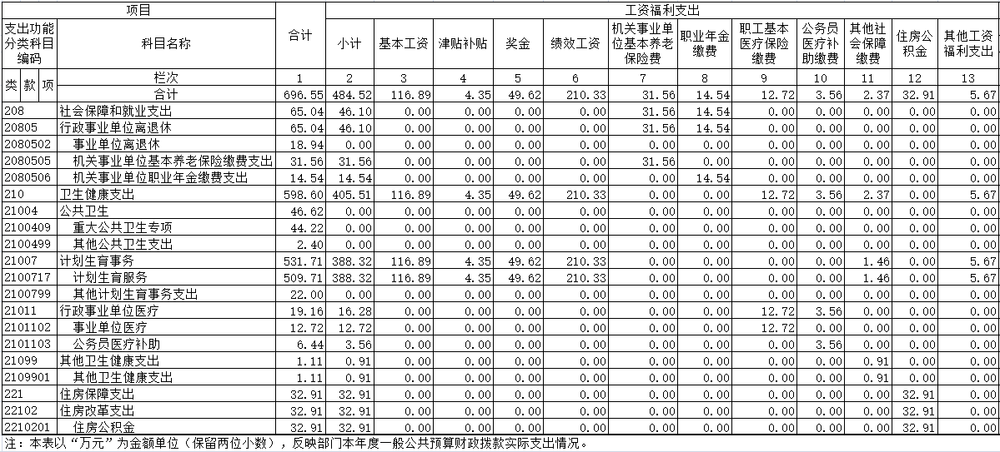 项目 合计 工资福利支出
支出功能分类科目编码 科目名称 小计 基本工资 津贴补贴 奖金 绩效工资 机关事业单位基本养老保险费 职业年金缴费 职工基本医疗保险缴费 公务员医疗补助缴费 其他社会保障缴费 住房公积金 其他工资福利支出
类 款 项 栏次 1 2 3 4 5 6 7 8 9 10 11 12 13
合计 696.55 484.52 116.89 4.35 49.62 210.33 31.56 14.54 12.72 3.56 2.37 32.91 5.67
208 社会保障和就业支出 65.04 46.10 0.00 0.00 0.00 0.00 31.56 14.54 0.00 0.00 0.00 0.00 0.00
20805 行政事业单位离退休 65.04 46.10 0.00 0.00 0.00 0.00 31.56 14.54 0.00 0.00 0.00 0.00 0.00
2080502 事业单位离退休 18.94 0.00 0.00 0.00 0.00 0.00 0.00 0.00 0.00 0.00 0.00 0.00 0.00
2080505 机关事业单位基本养老保险缴费支出 31.56 31.56 0.00 0.00 0.00 0.00 31.56 0.00 0.00 0.00 0.00 0.00 0.00
2080506 机关事业单位职业年金缴费支出 14.54 14.54 0.00 0.00 0.00 0.00 0.00 14.54 0.00 0.00 0.00 0.00 0.00
210 卫生健康支出 598.60 405.51 116.89 4.35 49.62 210.33 0.00 0.00 12.72 3.56 2.37 0.00 5.67
21004 公共卫生 46.62 0.00 0.00 0.00 0.00 0.00 0.00 0.00 0.00 0.00 0.00 0.00 0.00
2100409 重大公共卫生专项 44.22 0.00 0.00 0.00 0.00 0.00 0.00 0.00 0.00 0.00 0.00 0.00 0.00
2100499 其他公共卫生支出 2.40 0.00 0.00 0.00 0.00 0.00 0.00 0.00 0.00 0.00 0.00 0.00 0.00
21007 计划生育事务 531.71 388.32 116.89 4.35 49.62 210.33 0.00 0.00 0.00 0.00 1.46 0.00 5.67
2100717 计划生育服务 509.71 388.32 116.89 4.35 49.62 210.33 0.00 0.00 0.00 0.00 1.46 0.00 5.67
2100799 其他计划生育事务支出 22.00 0.00 0.00 0.00 0.00 0.00 0.00 0.00 0.00 0.00 0.00 0.00 0.00
21011 行政事业单位医疗 19.16 16.28 0.00 0.00 0.00 0.00 0.00 0.00 12.72 3.56 0.00 0.00 0.00
2101102 事业单位医疗 12.72 12.72 0.00 0.00 0.00 0.00 0.00 0.00 12.72 0.00 0.00 0.00 0.00
2101103 公务员医疗补助 6.44 3.56 0.00 0.00 0.00 0.00 0.00 0.00 0.00 3.56 0.00 0.00 0.00
21099 其他卫生健康支出 1.11 0.91 0.00 0.00 0.00 0.00 0.00 0.00 0.00 0.00 0.91 0.00 0.00
2109901 其他卫生健康支出 1.11 0.91 0.00 0.00 0.00 0.00 0.00 0.00 0.00 0.00 0.91 0.00 0.00
221 住房保障支出 32.91 32.91 0.00 0.00 0.00 0.00 0.00 0.00 0.00 0.00 0.00 32.91 0.00
22102 住房改革支出 32.91 32.91 0.00 0.00 0.00 0.00 0.00 0.00 0.00 0.00 0.00 32.91 0.00
2210201 住房公积金 32.91 32.91 0.00 0.00 0.00 0.00 0.00 0.00 0.00 0.00 0.00 32.91 0.00
注：本表以“万元”为金额单位（保留两位小数），反映部门本年度一般公共预算财政拨款实际支出情况。